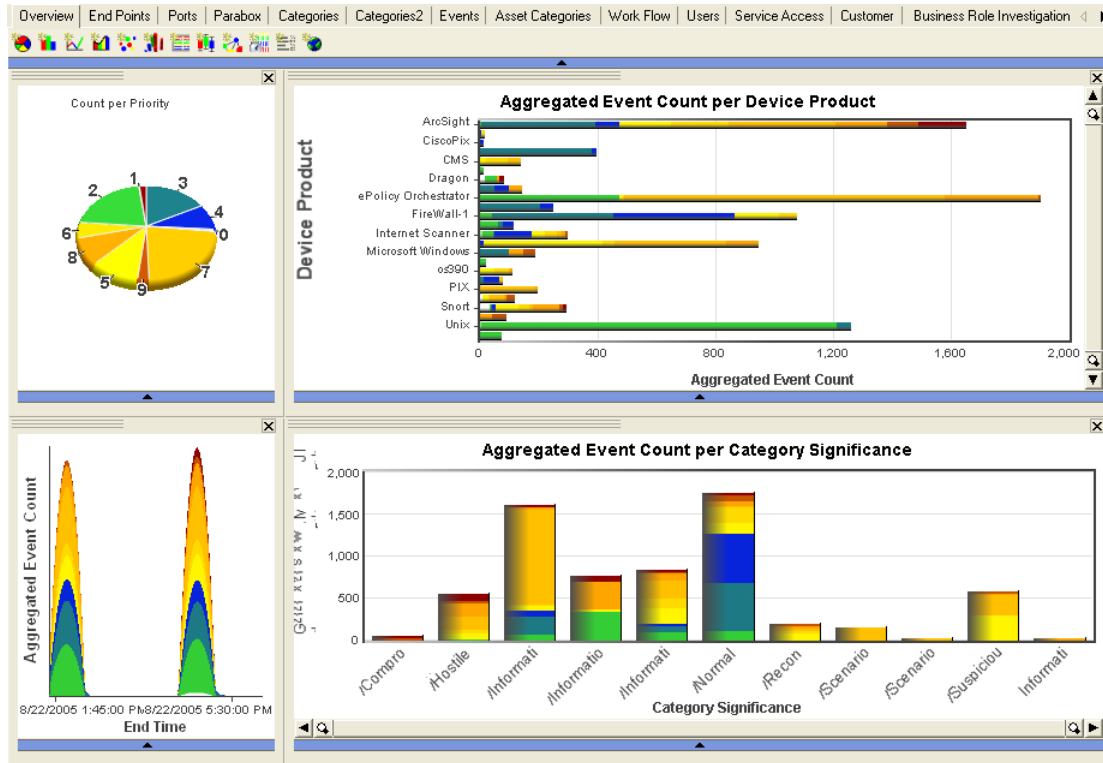 Overview End Points Ports Parabox Categories Categories2 Events Asset Categories Work Flow Users Service Access Customer Business Role Investigation
Count per Priority
1
2
3
4
0
6
8
7
5
9
Aggregated Event Count per Device Product
Device Product
ArcSight
CiscoPix
CMS
Dragon
ePolicy Orchestrator
FireWall-1
Internet Scanner
Microsoft Windows
os390
PIX
Snort
Unix
0 400 800 1,200 1,600 2,000
Aggregated Event Count
Aggregated Event Count
8/22/2005 1:45:00 PM 8/22/2005 5:30:00 PM
End Time
Aggregated Event Count per Category Significance
2,000
1,500
1,000
500
0
/Compro /Hostile /Informati /Informatio /Informati /Normal /Recon /Scenario /Scenario /Suspiciou Informati
Category Significance